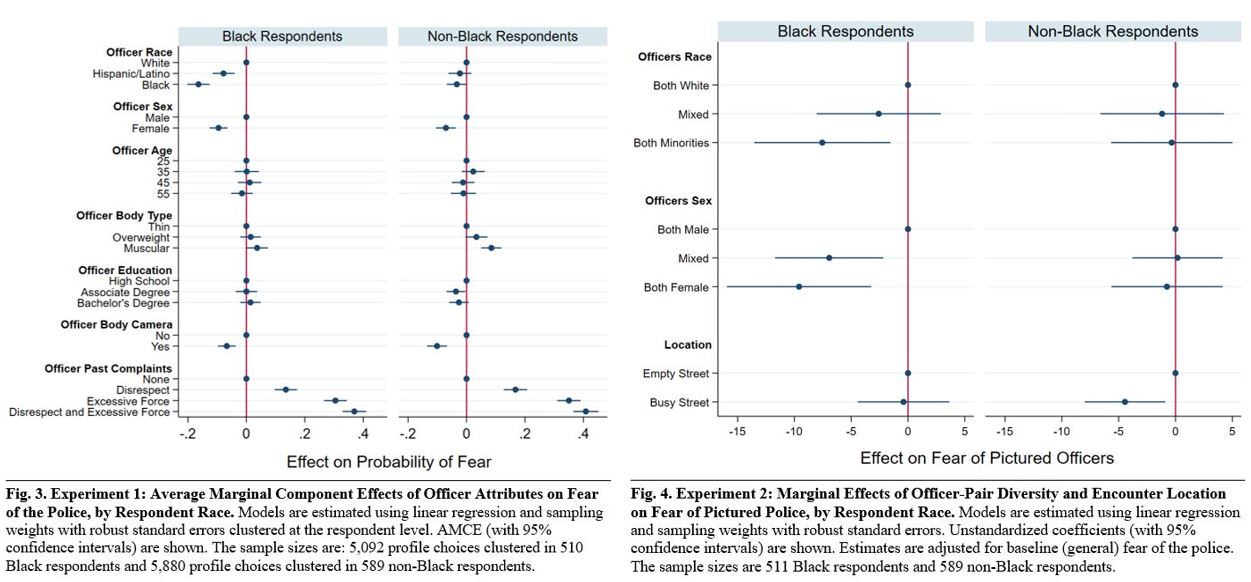 Black Respondents
Non-Black Respondents
Officer Race
White
Hispanic/Latino
Black
Officer Sex
Male
Female
Officer Age
25
35
45
55
Officer Body Type
Thin
Overweight
Muscular
Officer Education
High School
Associate Degree
Bachelor's Degree
Officer Body Camera
No
Yes
Officer Past Complaints
None
Disrespect
Excessive Force
Disrespect and Excessive Force
-.2 0 .2 .4 -.2 0 .2 .4
Effect on Probability of Fear
Fig. 3. Experiment 1: Average Marginal Component Effects of Officer Attributes on Fear
of the Police, by Respondent Race. Models are estimated using linear regression and sampling
weights with robust standard errors clustered at the respondent level. AMCE (with 95%
confidence intervals) are shown. The sample sizes are: 5,092 profile choices clustered in 510
Black respondents and 5,880 profile choices clustered in 589 non-Black respondents.
Black Respondents
Non-Black Respondents
Officers Race
Both White
Mixed
Both Minorities
Officers Sex
Both Male
Mixed
Both Female
Location
Empty Street
Busy Street
-15 -10 -5 0 5 -15 -10 -5 0 5
Effect on Fear of Pictured Officers
Fig. 4. Experiment 2: Marginal Effects of Officer-Pair Diversity and Encounter Location
on Fear of Pictured Police, by Respondent Race. Models are estimated using linear regression
and sampling weights with robust standard errors. Unstandardized coefficients (with 95%
confidence intervals) are shown. Estimates are adjusted for baseline (general) fear of the police.
The sample sizes are 511 Black respondents and 589 non-Black respondents.